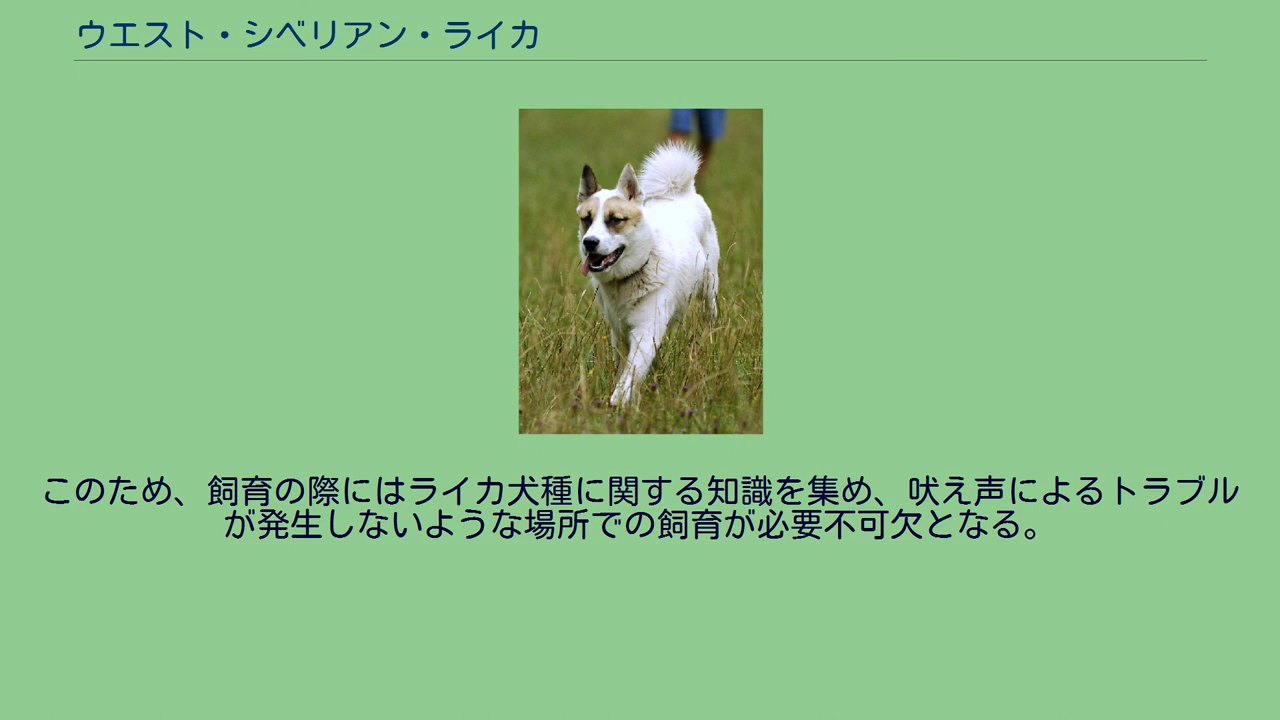 ウエスト・シベリアン・ライカ
このため、飼育の際にはライカ犬種に関する知識を集め、吠え声によるトラブル
が発生しないような場所での飼育が必要不可欠となる。